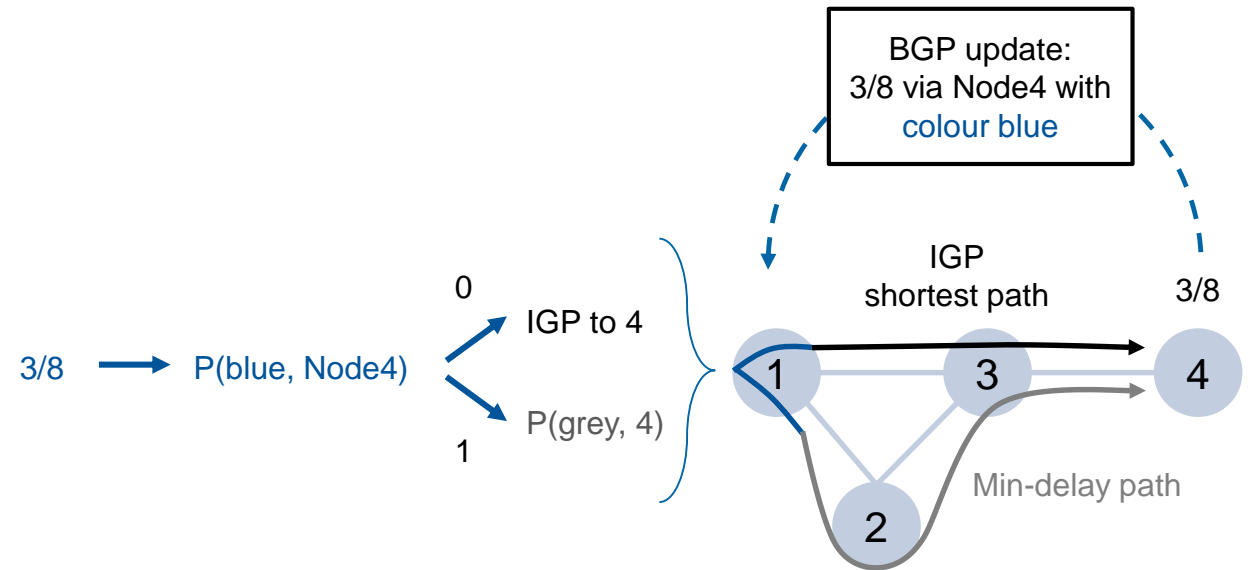 BGP update:
3/8 via Node4 with
colour blue
IGP
shortest path
3/8
0
IGP to 4
3/8
P(blue, Node4)
P(grey, 4)
1
1
3
4
Min-delay path
2